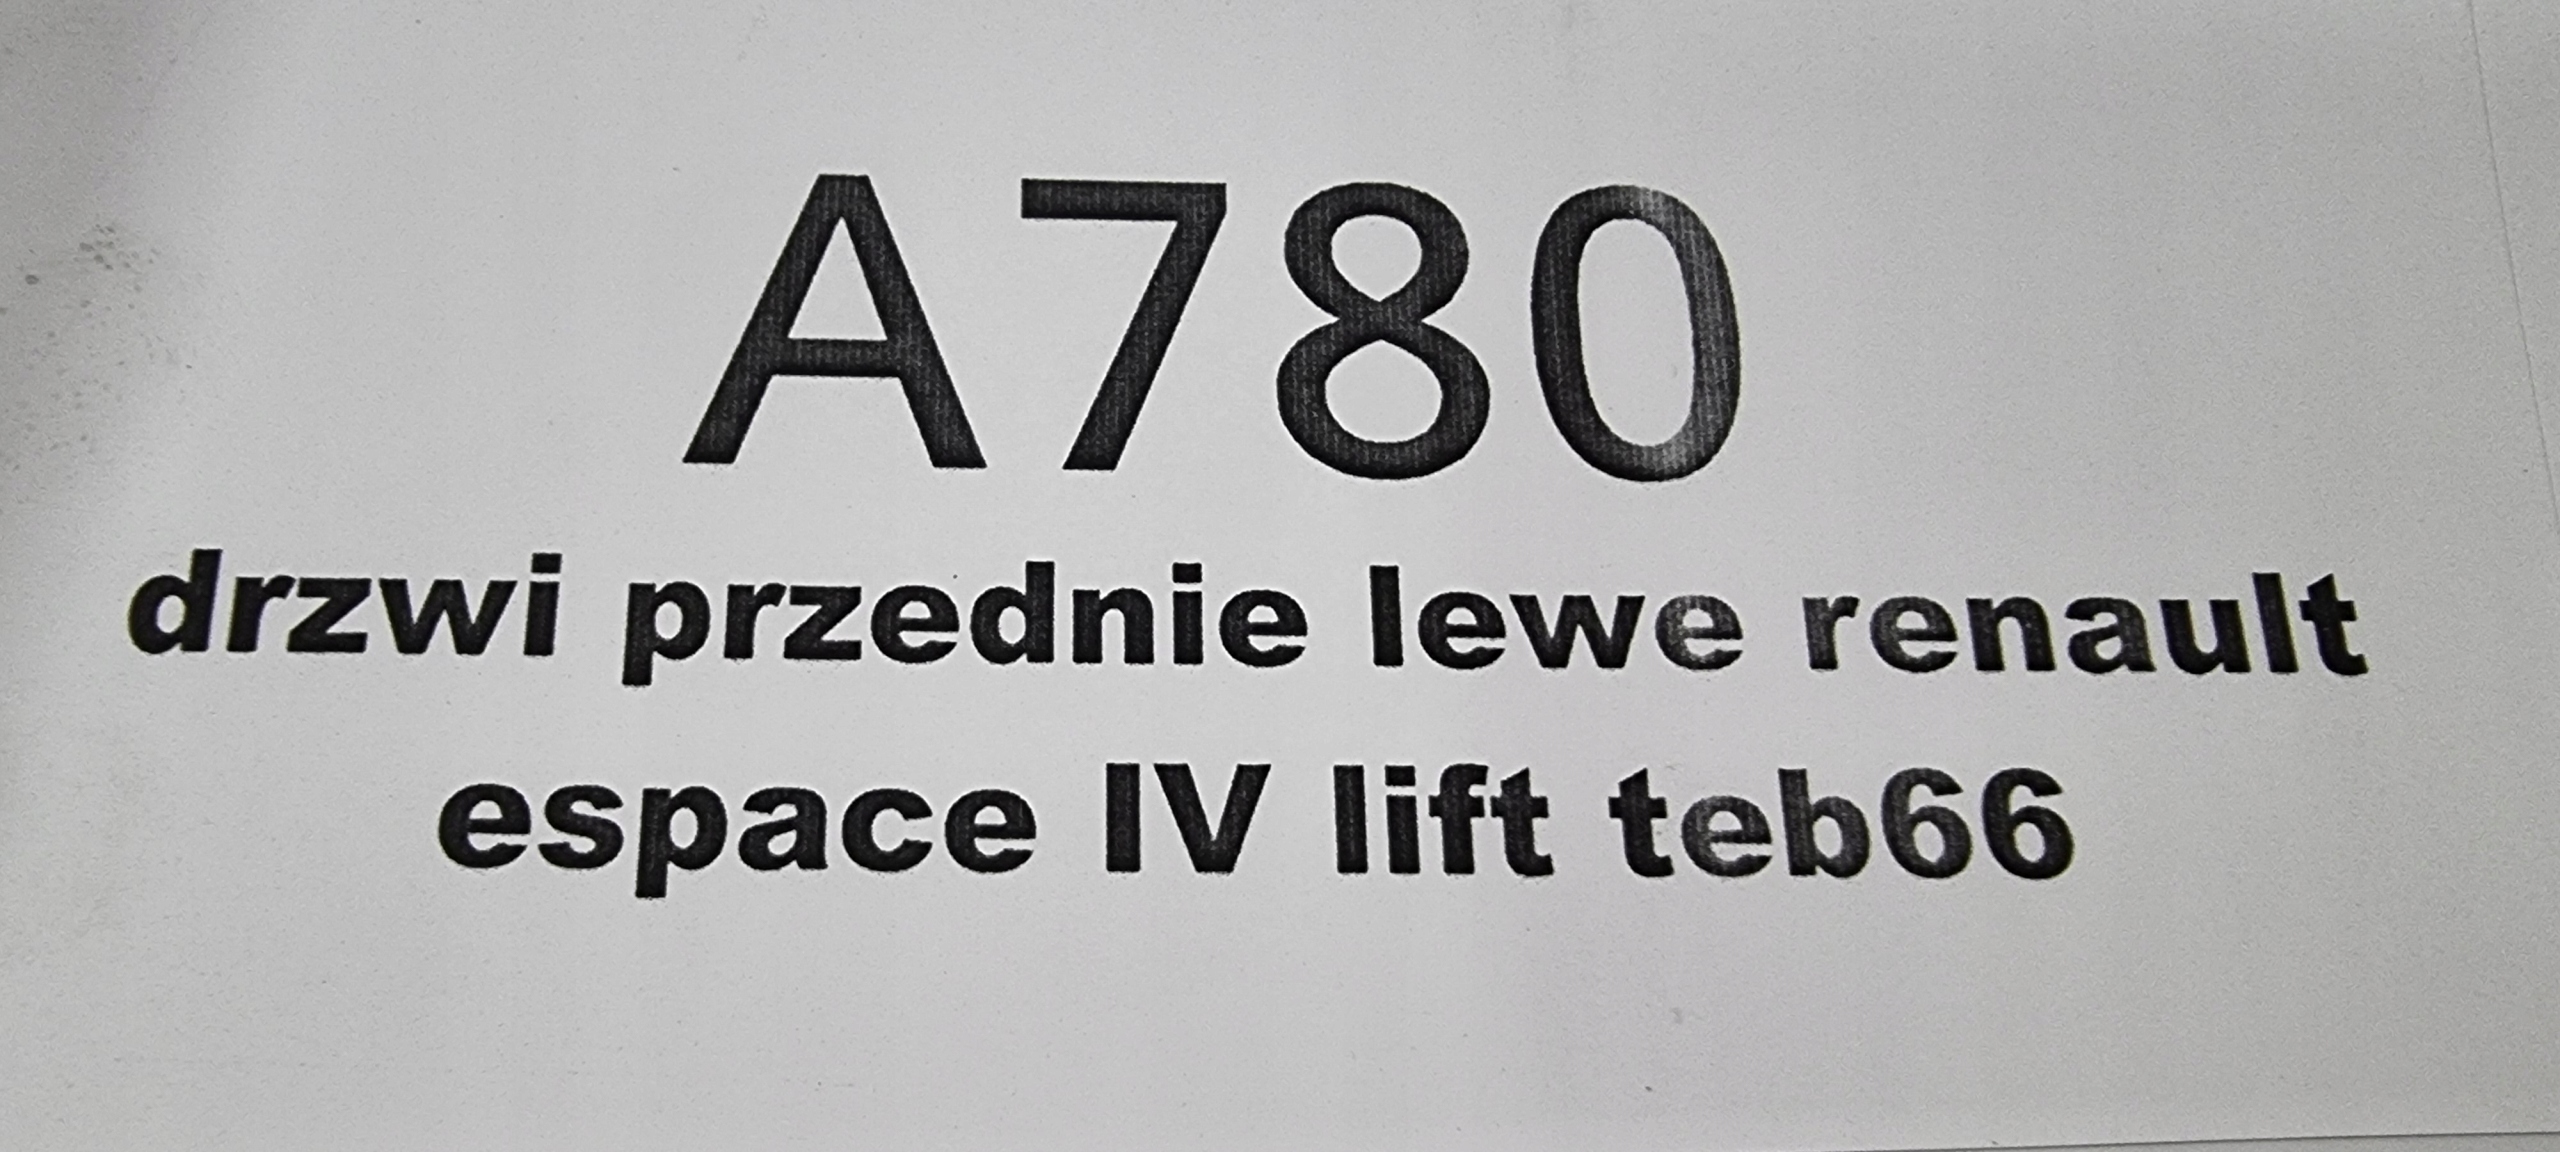 A780
drzwi przednie lewe renault
espace IV lift teb66